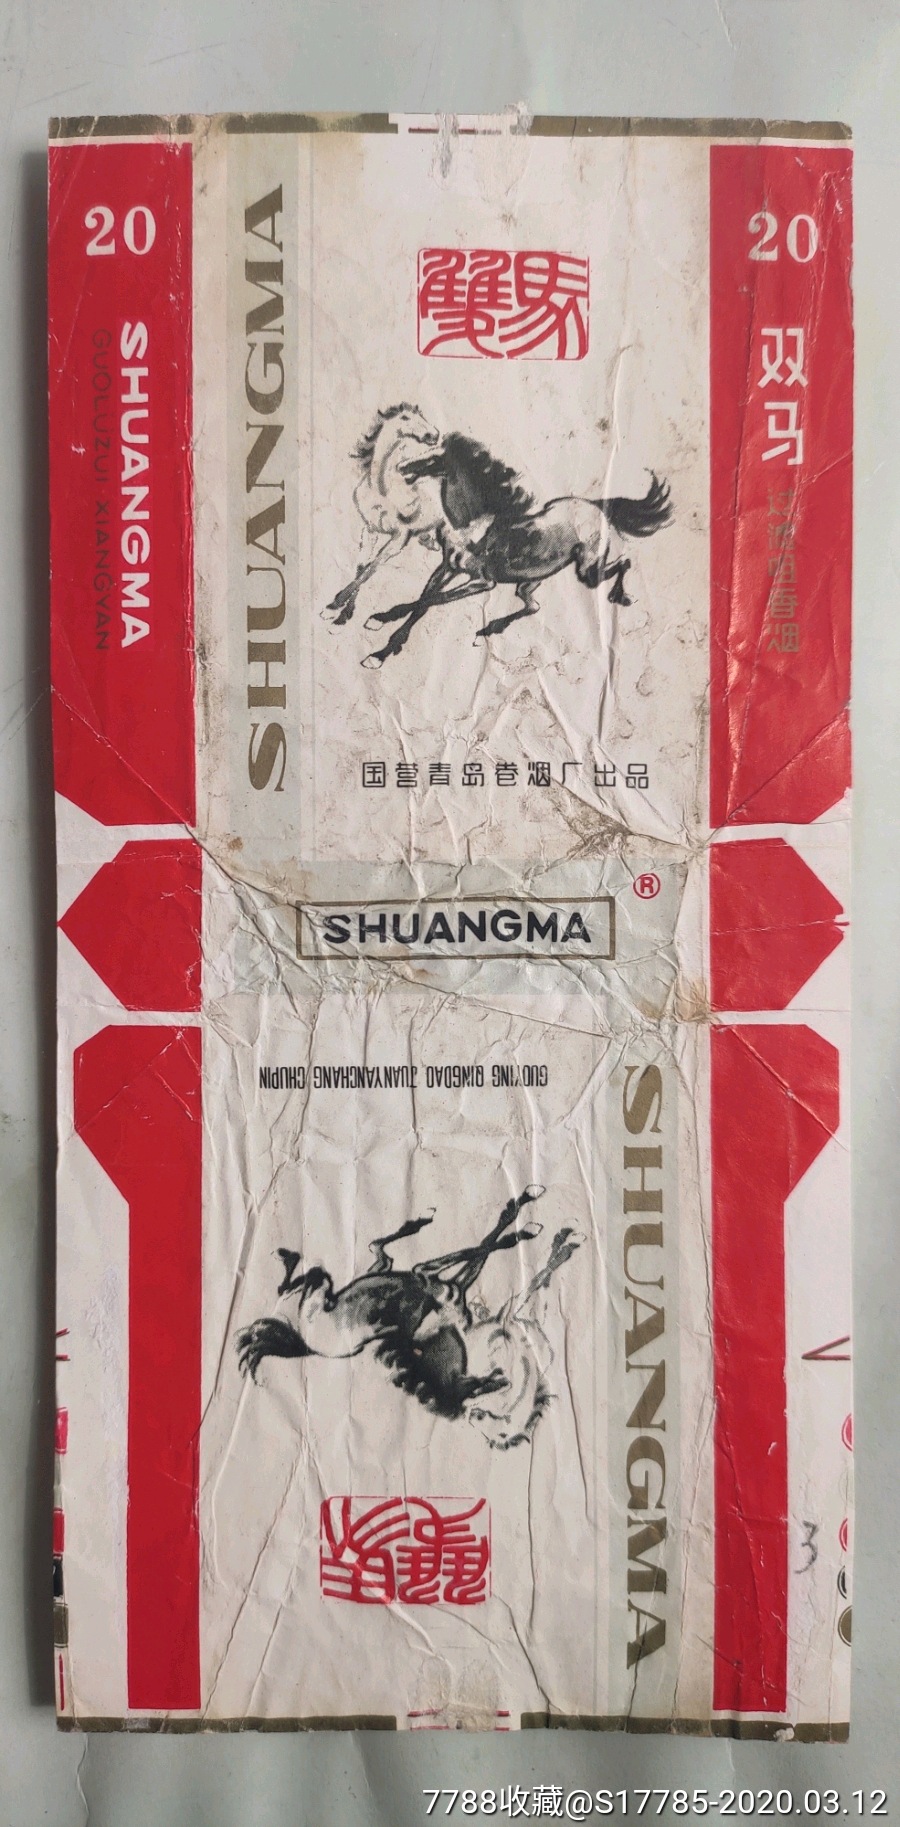 20
SHUANGMA
GUOLUZUI XIANGYAN
SHUANGMA
雙馬
国营青岛卷烟厂出品
20
双马
过滤咀香烟
SHUANGMA
®
GUOYING QINGDAO JUANYANCHANG CHUPIN
SHUANGMA
雙馬
3
7788收藏@S17785-2020.03.12